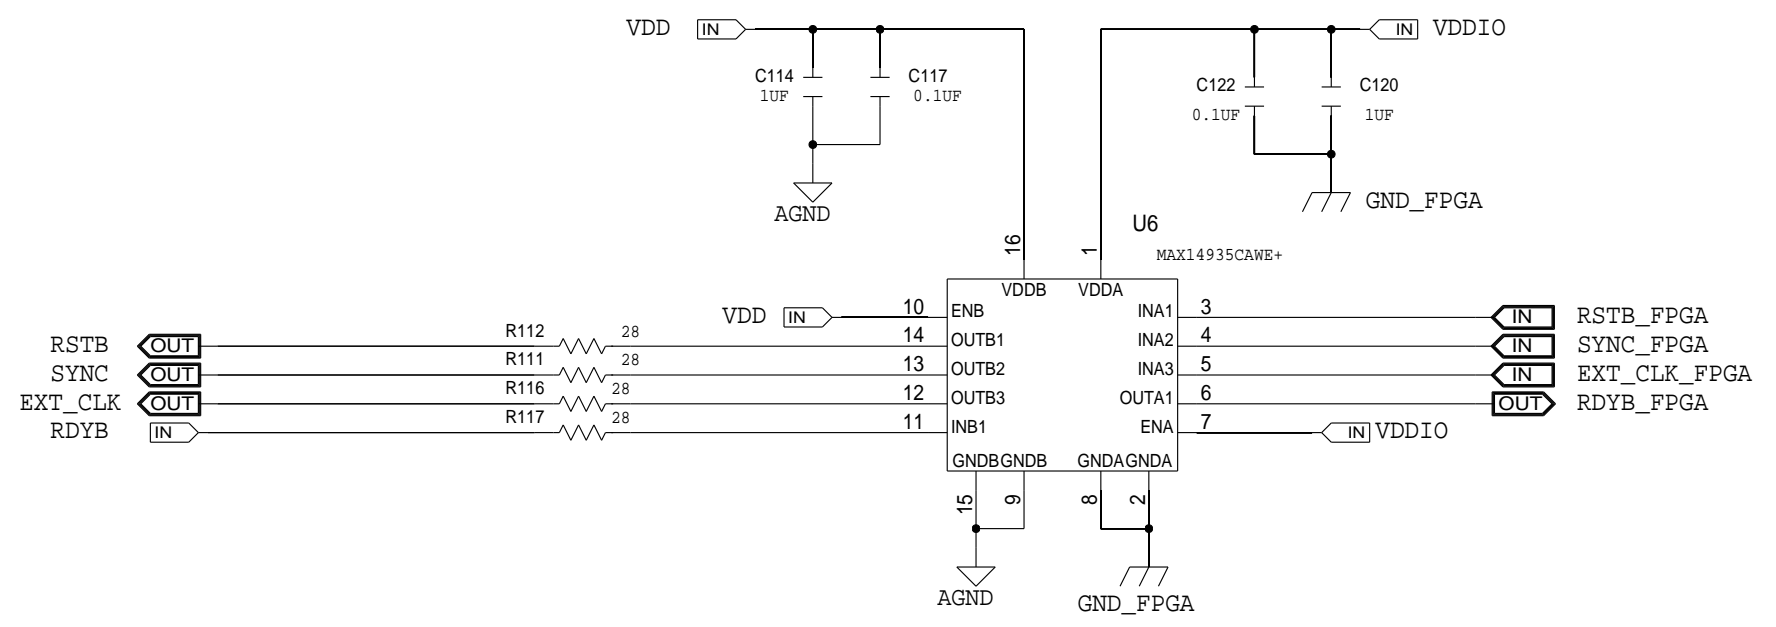 VDD IN IN VDDIO
C114 C117 C122 C120
1UF 0.1UF 0.1UF 1UF
AGND GND_FPGA
U6
16 1 MAX14935CAWE+
VDDB VDDA
VDD IN 10 ENB INA1 3 IN RSTB_FPGA
RSTB OUT R112 28 14 OUTB1 INA2 4 IN SYNC_FPGA
SYNC OUT R111 28 13 OUTB2 INA3 5 IN EXT_CLK_FPGA
EXT_CLK OUT R116 28 12 OUTB3 OUTA1 6 OUT RDYB_FPGA
RDYB IN R117 28 11 INB1 ENA 7 IN VDDIO
GNDB GNDB GNDA GNDA
15 9 8 2
AGND GND_FPGA